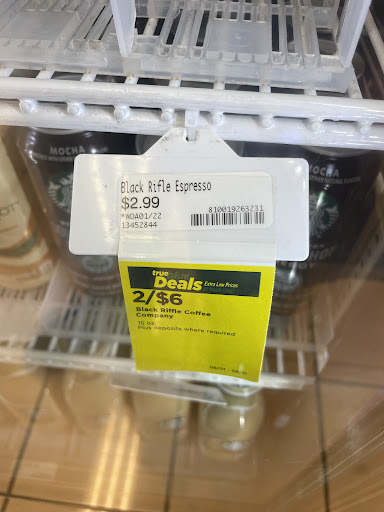 MOCHA
MOCHA
Black Rifle Espresso
$2.99
*WDA01/22
13452844
810019263231
true
Deals Extra Low Prices
2/$6
Black Riffle Coffee
Company
15 oz.
Plus deposits where required